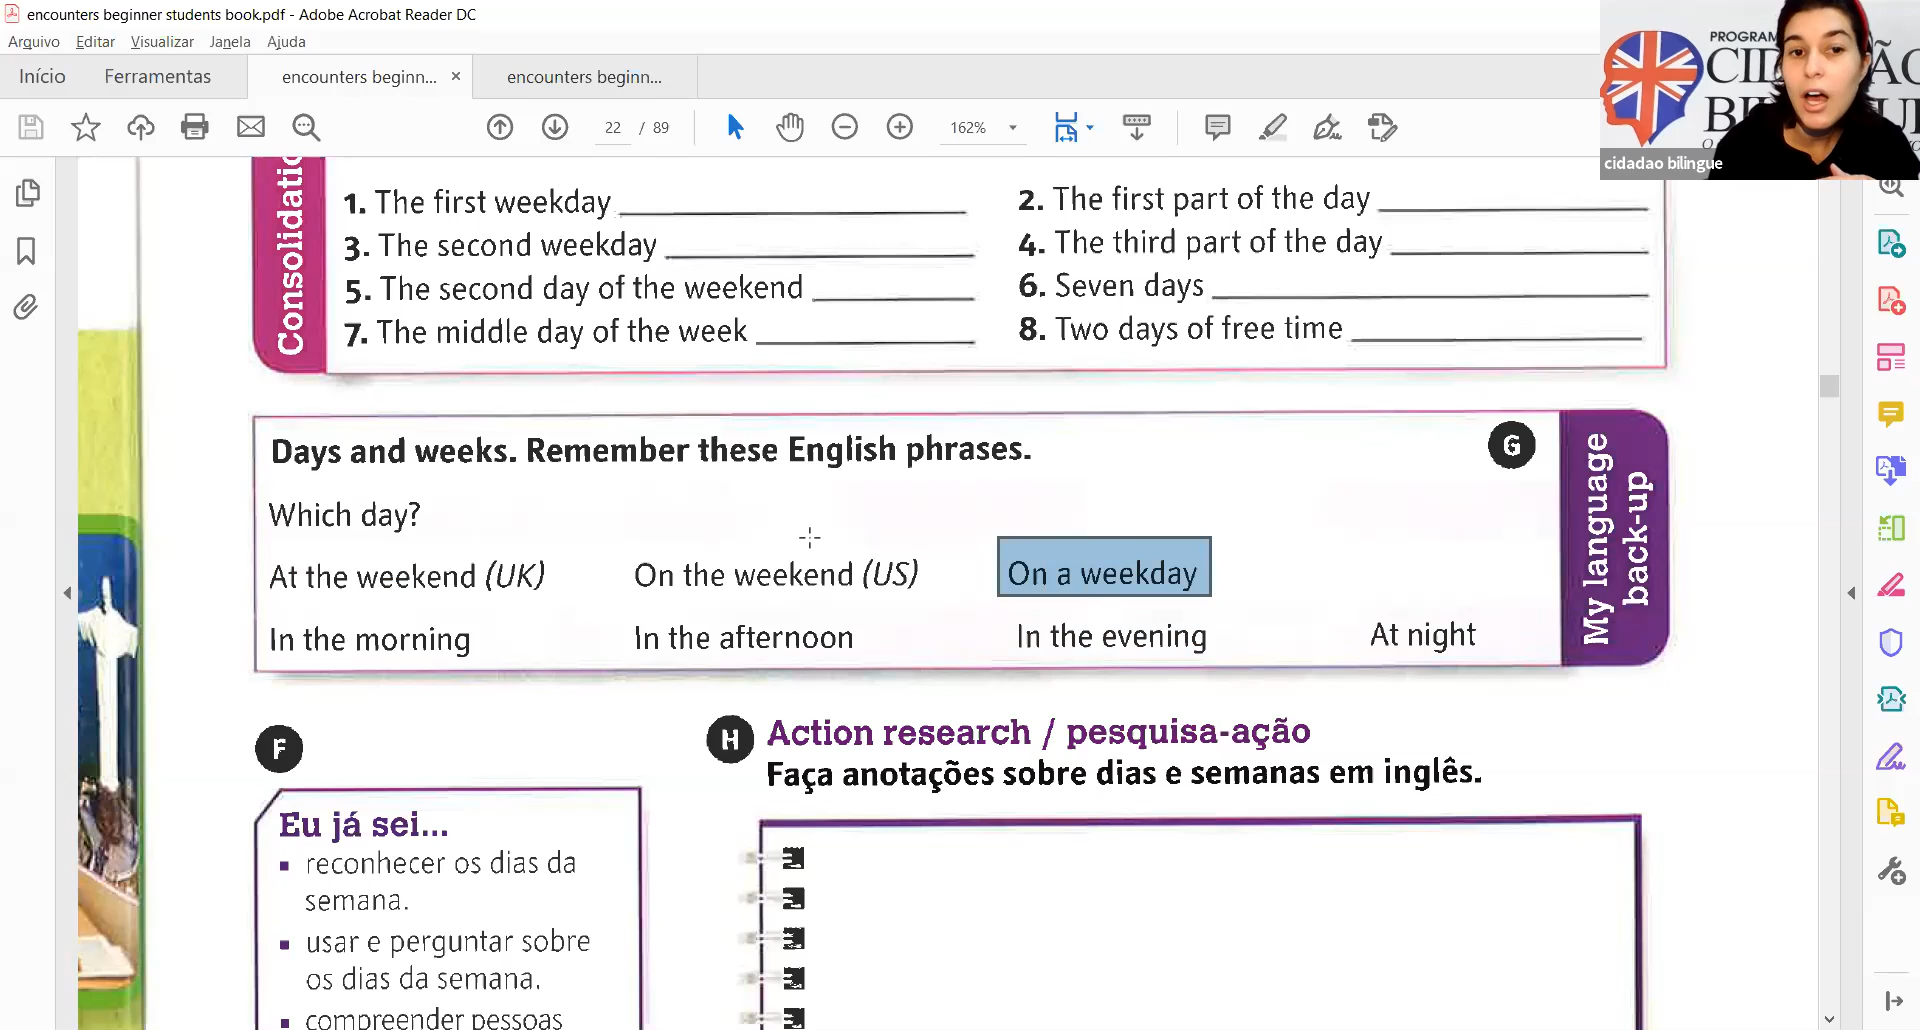 encounters beginner students book.pdf - Adobe Acrobat Reader DC
Arquivo Editar Visualizar Janela Ajuda
Início Ferramentas encounters beginn... × encounters beginn...
22 / 89 162%
PROGRAM
cidadao bilingue
Consolidatio
1. The first weekday
2. The first part of the day
3. The second weekday
4. The third part of the day
5. The second day of the weekend
6. Seven days
7. The middle day of the week
8. Two days of free time
Days and weeks. Remember these English phrases.
G
My language
back-up
Which day?
At the weekend (UK) On the weekend (US) On a weekday
In the morning In the afternoon In the evening At night
F
Eu já sei...
reconhecer os dias da
semana.
usar e perguntar sobre
os dias da semana.
compreender pessoas
H
Action research / pesquisa-ação
Faça anotações sobre dias e semanas em inglês.